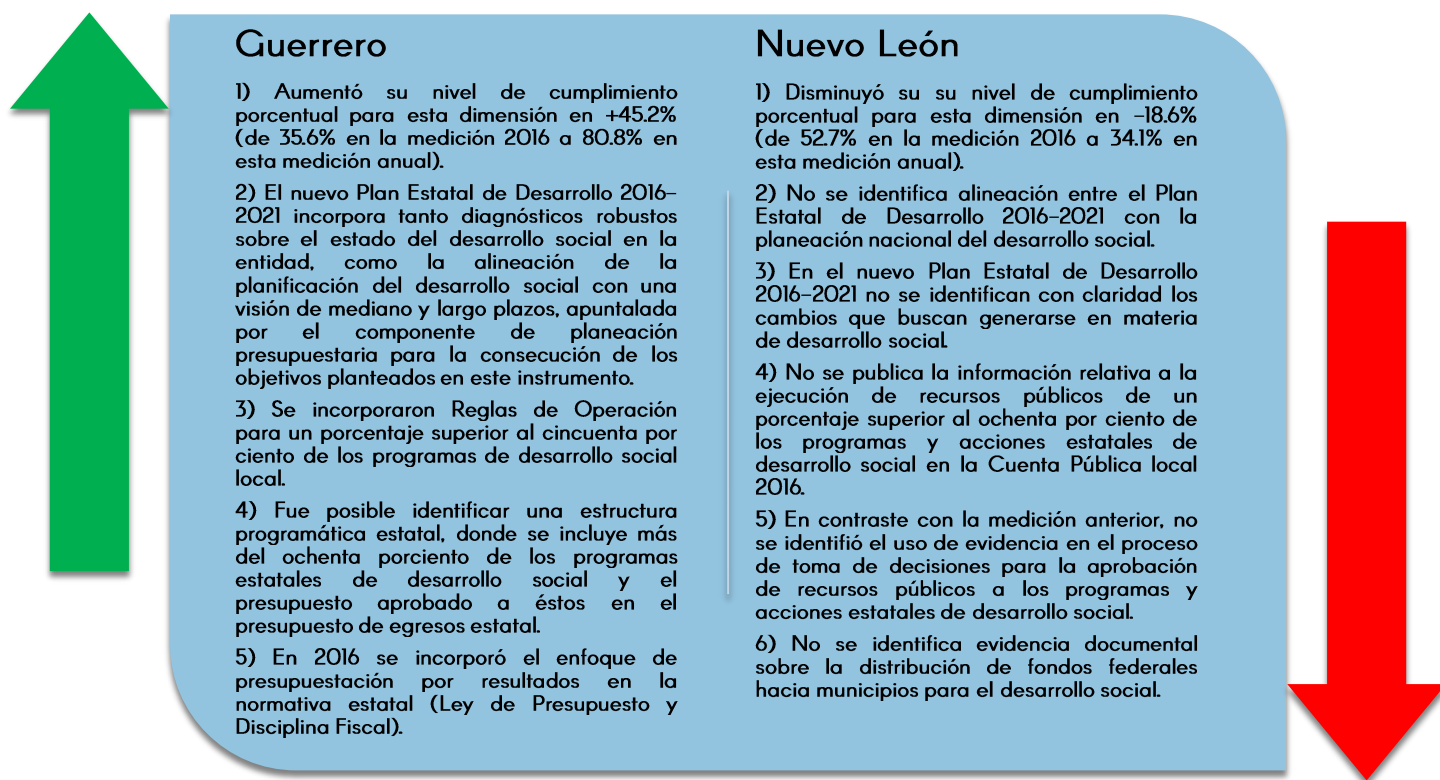 Guerrero
1) Aumentó su nivel de cumplimiento
porcentual para esta dimensión en +45.2%
(de 35.6% en la medición 2016 a 80.8% en
esta medición anual).
2) El nuevo Plan Estatal de Desarrollo 2016-
2021 incorpora tanto diagnósticos robustos
sobre el estado del desarrollo social en la
entidad, como la alineación de la
planificación del desarrollo social con una
visión de mediano y largo plazos, apuntalada
por el componente de planeación
presupuestaria para la consecución de los
objetivos planteados en este instrumento.
3) Se incorporaron Reglas de Operación
para un porcentaje superior al cincuenta por
ciento de los programas de desarrollo social
local.
4) Fue posible identificar una estructura
programática estatal, donde se incluye más
del ochenta porciento de los programas
estatales de desarrollo social y el
presupuesto aprobado a éstos en el
presupuesto de egresos estatal.
5) En 2016 se incorporó el enfoque de
presupuestación por resultados en la
normativa estatal (Ley de Presupuesto y
Disciplina Fiscal).
Nuevo León
1) Disminuyó su su nivel de cumplimiento
porcentual para esta dimensión en -18.6%
(de 52.7% en la medición 2016 a 34.1% en
esta medición anual).
2) No se identifica alineación entre el Plan
Estatal de Desarrollo 2016-2021 con la
planeación nacional del desarrollo social.
3) En el nuevo Plan Estatal de Desarrollo
2016-2021 no se identifican con claridad los
cambios que buscan generarse en materia
de desarrollo social.
4) No se publica la información relativa a la
ejecución de recursos públicos de un
porcentaje superior al ochenta por ciento de
los programas y acciones estatales de
desarrollo social en la Cuenta Pública local
2016.
5) En contraste con la medición anterior, no
se identifió el uso de evidencia en el proceso
de toma de decisiones para la aprobación
de recursos públicos a los programas y
acciones estatales de desarrollo social.
6) No se identifica evidencia documental
sobre la distribución de fondos federales
hacia municipios para el desarrollo social.